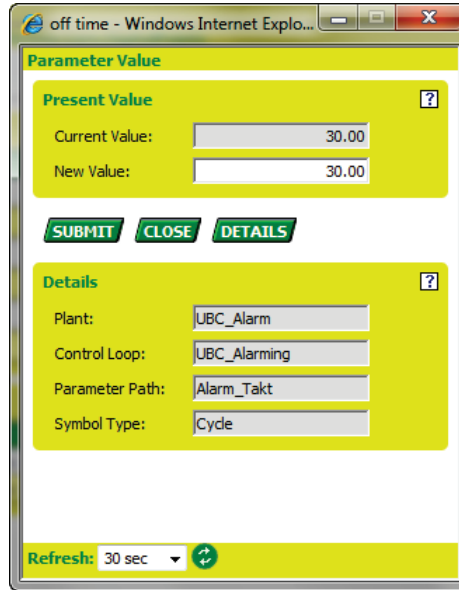 off time - Windows Internet Explo...
Parameter Value
Present Value ?
Current Value: 30.00
New Value: 30.00
SUBMIT CLOSE DETAILS
Details ?
Plant: UBC_Alarm
Control Loop: UBC_Alarming
Parameter Path: Alarm_Takt
Symbol Type: Cycle
Refresh: 30 sec